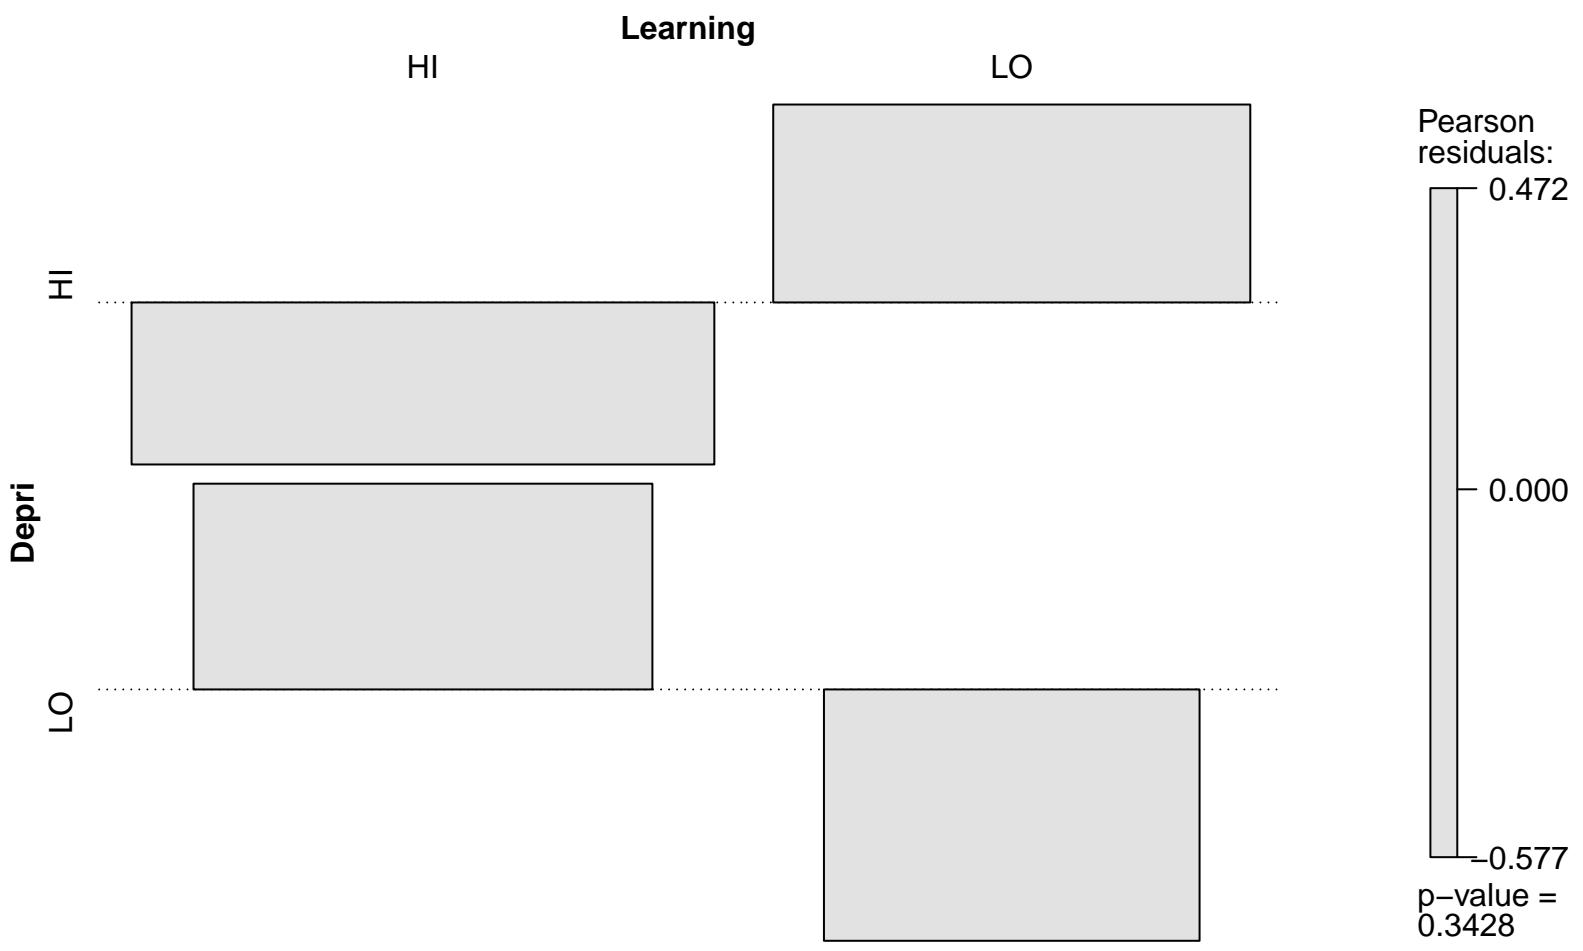 Learning
HI LO
Depri
HI
LO
Pearson
residuals:
0.472
0.000
−0.577
p−value =
0.3428